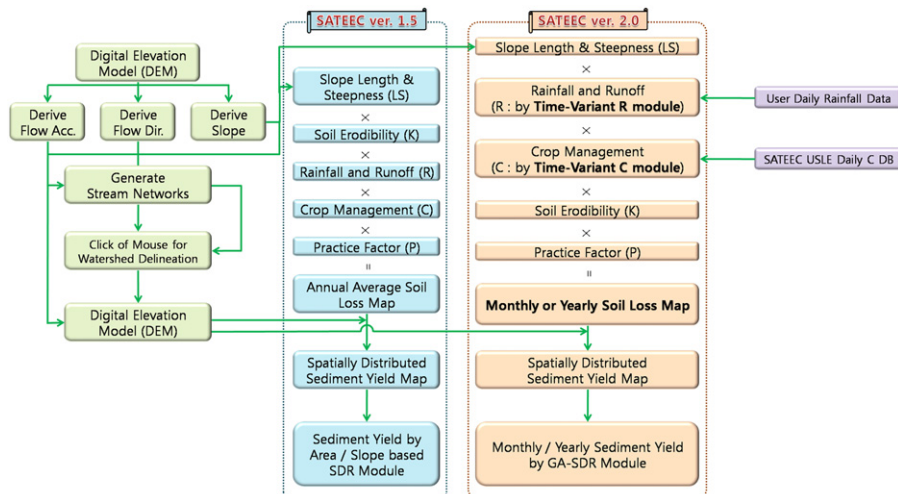 SATEEC ver. 1.5
SATEEC ver. 2.0
Digital Elevation
Model (DEM)
Derive
Flow Acc.
Derive
Flow Dir.
Derive
Slope
Generate
Stream Networks
Click of Mouse for
Watershed Delineation
Digital Elevation
Model (DEM)
Slope Length &
Steepness (LS)
×
Soil Erodibility (K)
×
Rainfall and Runoff (R)
×
Crop Management (C)
×
Practice Factor (P)
=
Annual Average Soil
Loss Map
Spatially Distributed
Sediment Yield Map
Sediment Yield by
Area / Slope based
SDR Module
Slope Length & Steepness (LS)
×
Rainfall and Runoff
(R : by Time-Variant R module)
×
Crop Management
(C : by Time-Variant C module)
×
Soil Erodibility (K)
×
Practice Factor (P)
=
Monthly or Yearly Soil Loss Map
Spatially Distributed
Sediment Yield Map
Monthly / Yearly Sediment Yield
by GA-SDR Module
User Daily Rainfall Data
SATEEC USLE Daily C DB